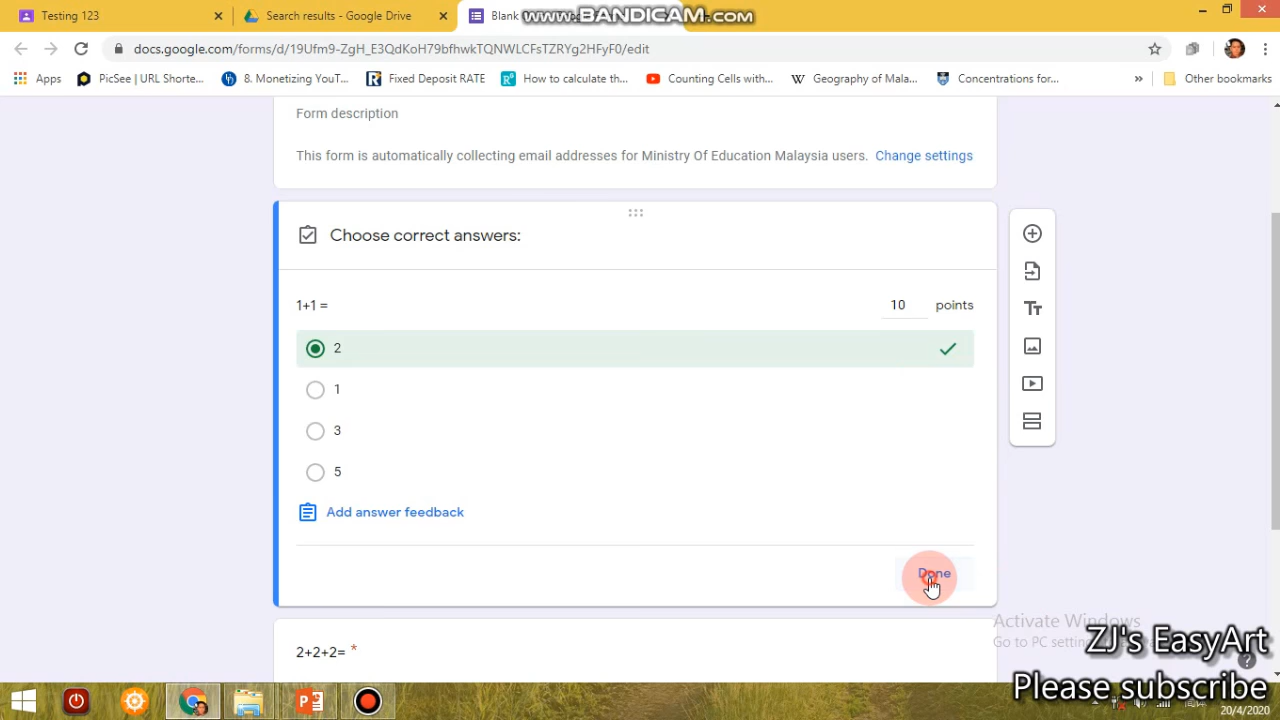 Testing 123
Search results - Google Drive
Blank
www.BANDICAM.com
docs.google.com/forms/d/19Ufm9-ZgH_E3QdKoH79bfhwkTQNWLCFsTZRYg2HFyF0/edit
Apps
PicSee | URL Shorte...
8. Monetizing YouT...
Fixed Deposit RATE
How to calculate th...
Counting Cells with...
Geography of Mala...
Concentrations for...
»
Other bookmarks
Form description
This form is automatically collecting email addresses for Ministry Of Education Malaysia users. Change settings
Choose correct answers:
1+1 =
10 points
2
1
3
5
Add answer feedback
Done
2+2+2= *
Activate Windows
Go to PC setting
ZJ's EasyArt
Please subscribe
20/4/2020